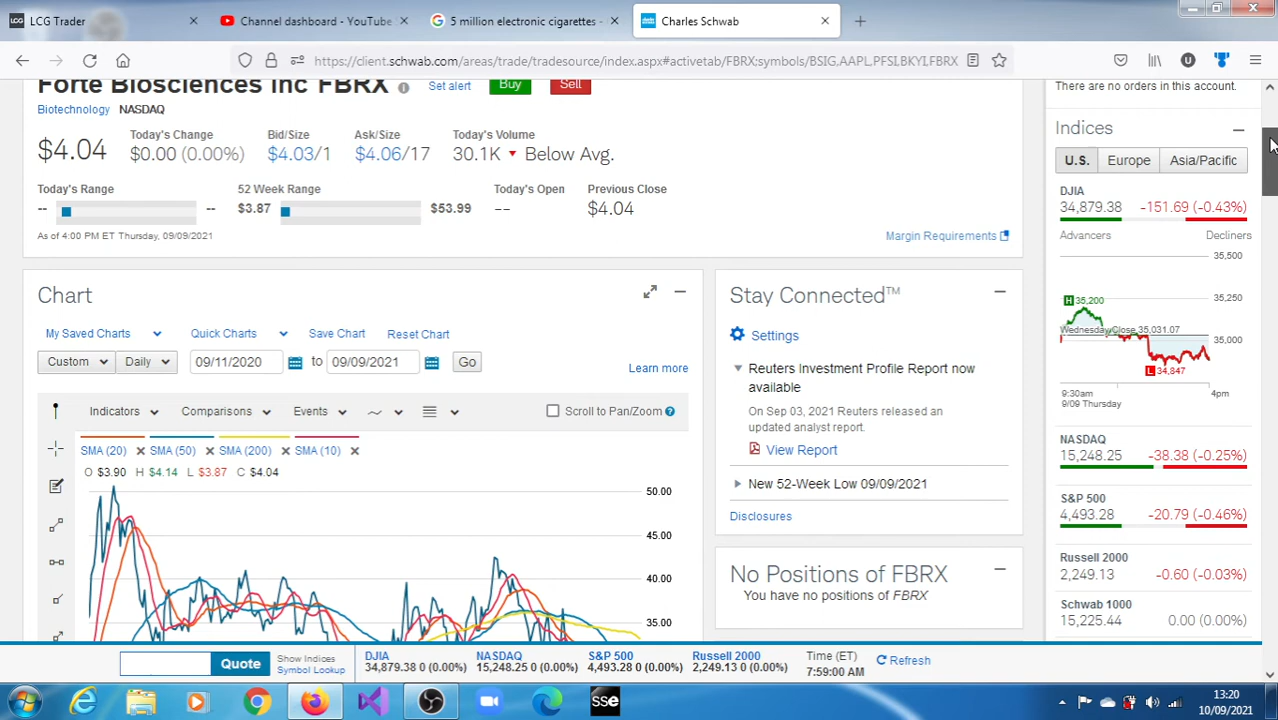 LCG Trader
Channel dashboard - YouTube
5 million electronic cigarettes -
Charles Schwab
https://client.schwab.com/areas/trade/tradesource/index.aspx#activetab/FBRX:symbols/BSIG,AAPL,PFSLBKYLFBRX
Forte Biosciences Inc FBRX
Set alert
Buy
Sell
Biotechnology NASDAQ
$4.04
Today's Change
$0.00 (0.00%)
Bid/Size
$4.03/1
Ask/Size
$4.06/17
Today's Volume
30.1K Below Avg.
Today's Range
-- --
52 Week Range
$3.87 $53.99
Today's Open
--
Previous Close
$4.04
As of 4:00 PM ET Thursday, 09/09/2021
Margin Requirements
Chart
My Saved Charts
Quick Charts
Save Chart
Reset Chart
Custom
Daily
09/11/2020 to 09/09/2021
Go
Learn more
Indicators
Comparisons
Events
Scroll to Pan/Zoom
SMA (20) SMA (50) SMA (200) SMA (10)
O $3.90 H $4.14 L $3.87 C $4.04
50.00
45.00
40.00
35.00
Stay Connected™
Settings
Reuters Investment Profile Report now
available
On Sep 03, 2021 Reuters released an
updated analyst report.
View Report
New 52-Week Low 09/09/2021
Disclosures
No Positions of FBRX
You have no positions of FBRX
There are no orders in this account.
Indices
U.S. Europe Asia/Pacific
DJIA
34,879.38 -151.69 (-0.43%)
Advancers Decliners
35,500
H 35,200
35,250
Wednesday Close 35,031.07
35,000
L 34,847
9:30am 4pm
9/09 Thursday
NASDAQ
15,248.25 -38.38 (-0.25%)
S&P 500
4,493.28 -20.79 (-0.46%)
Russell 2000
2,249.13 -0.60 (-0.03%)
Schwab 1000
15,225.44 0.00 (0.00%)
Quote
Show Indices
Symbol Lookup
DJIA
34,879.38 0 (0.00%)
NASDAQ
15,248.25 0 (0.00%)
S&P 500
4,493.28 0 (0.00%)
Russell 2000
2,249.13 0 (0.00%)
Time (ET)
7:59:00 AM
Refresh
SSE
13:20
10/09/2021